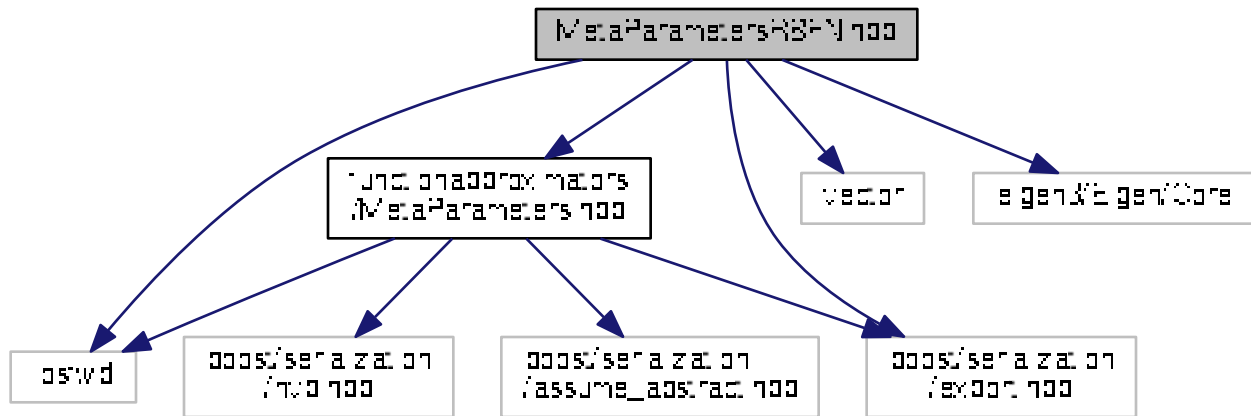 MetaParametersRBFN.hpp
functionapproximators
/MetaParameters.hpp
vector
eigen3/Eigen/Core
iosfwd
boost/serialization
/nvp.hpp
boost/serialization
/assume_abstract.hpp
boost/serialization
/export.hpp